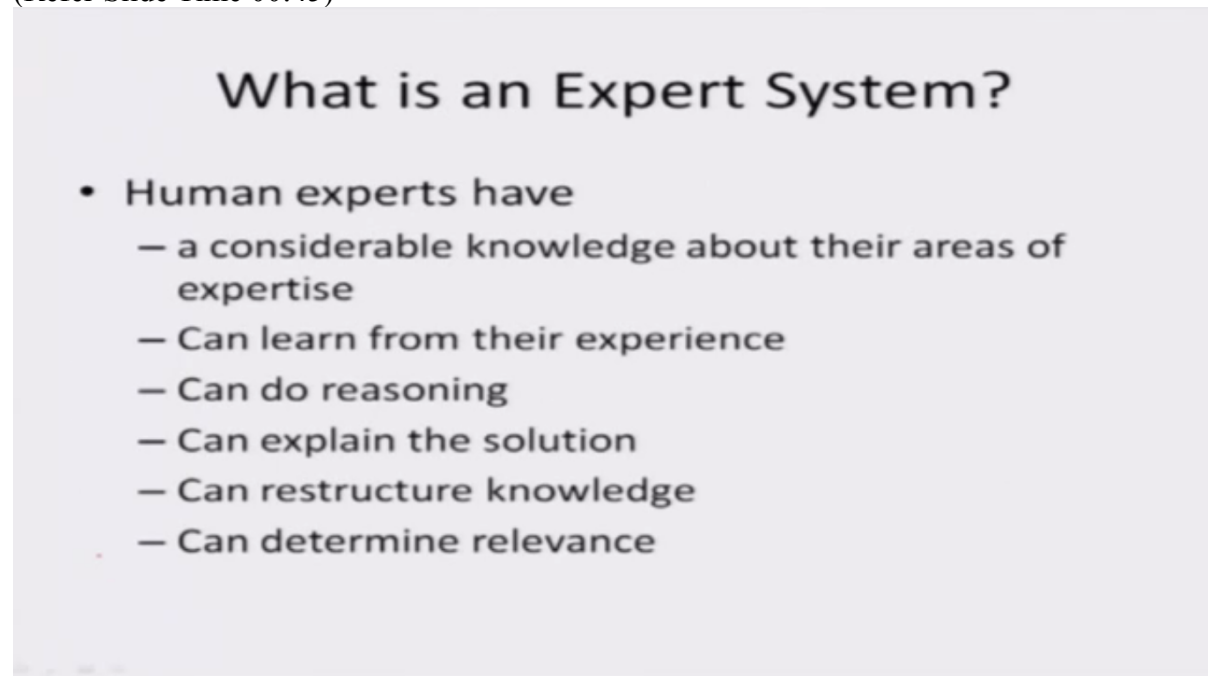 What is an Expert System?
• Human experts have
– a considerable knowledge about their areas of
expertise
– Can learn from their experience
– Can do reasoning
– Can explain the solution
– Can restructure knowledge
– Can determine relevance